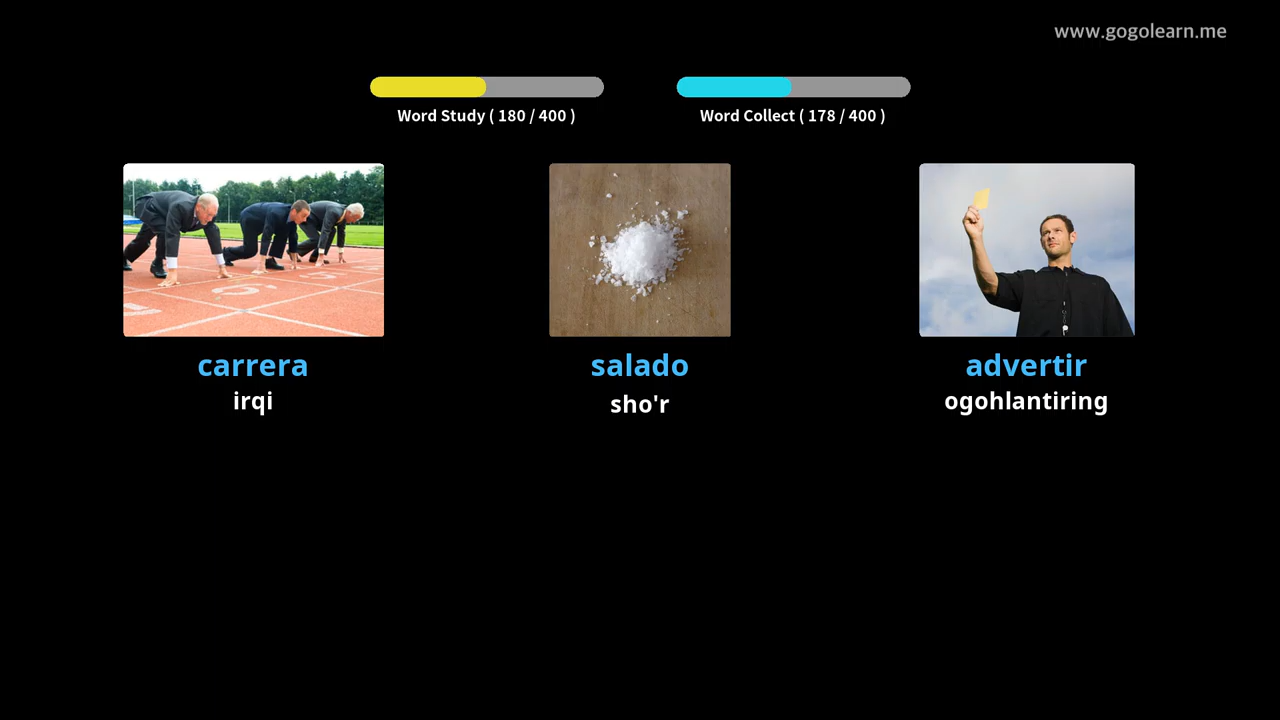 www.gogolearn.me
Word Study ( 180 / 400 )
Word Collect ( 178 / 400 )
carrera
irqi
salado
sho'r
advertir
ogohlantiring